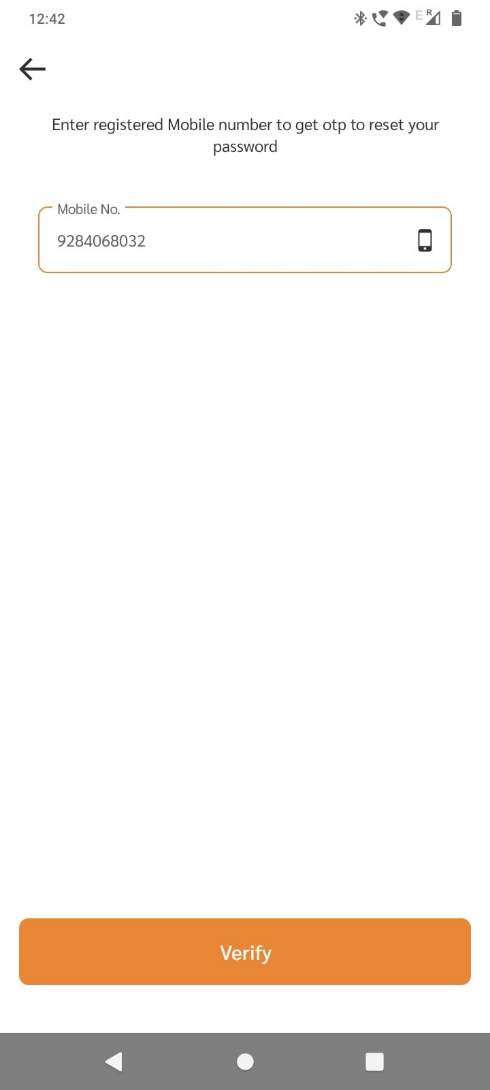 12:42
E R
Enter registered Mobile number to get otp to reset your
password
Mobile No.
9284068032
Verify